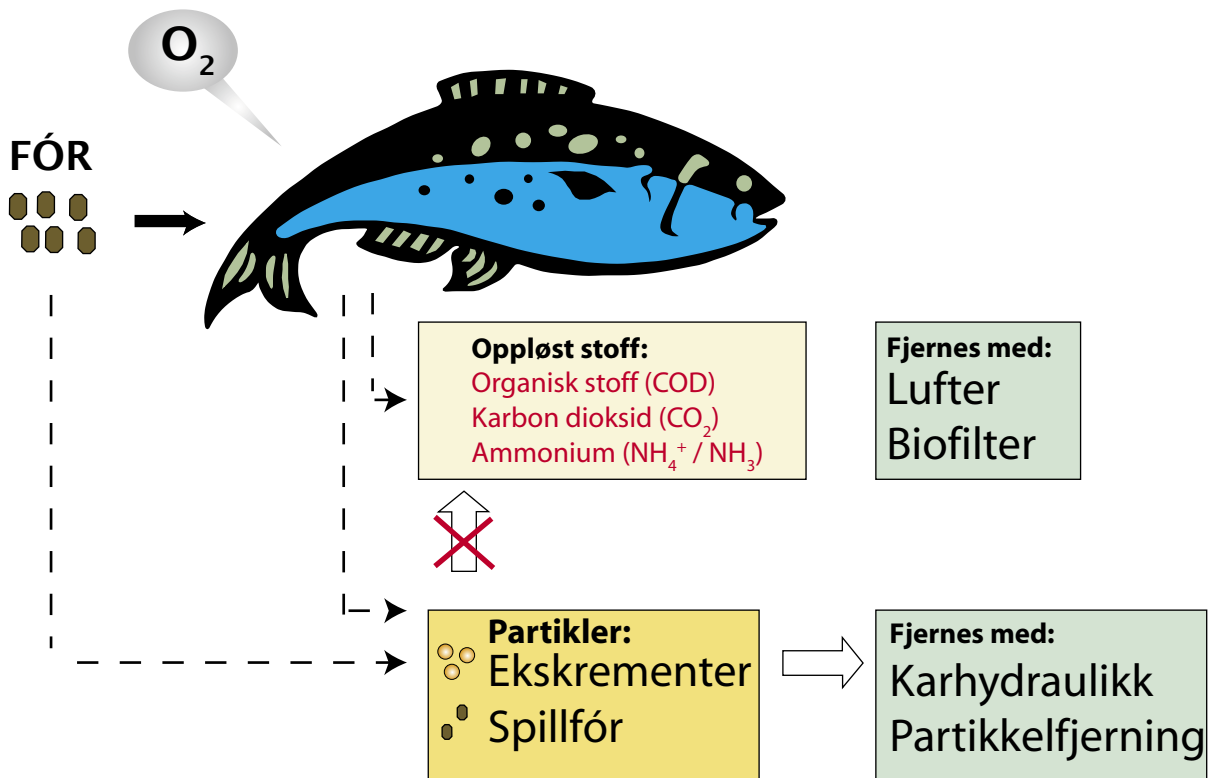 O₂
FÓR
Oppløst stoff:
Organisk stoff (COD)
Karbon dioksid (CO₂)
Ammonium (NH₄⁺ / NH₃)
Fjernes med:
Lufter
Biofilter
Partikler:
Ekskrementer
Spillfór
Fjernes med:
Karhydraulikk
Partikkelfjerning